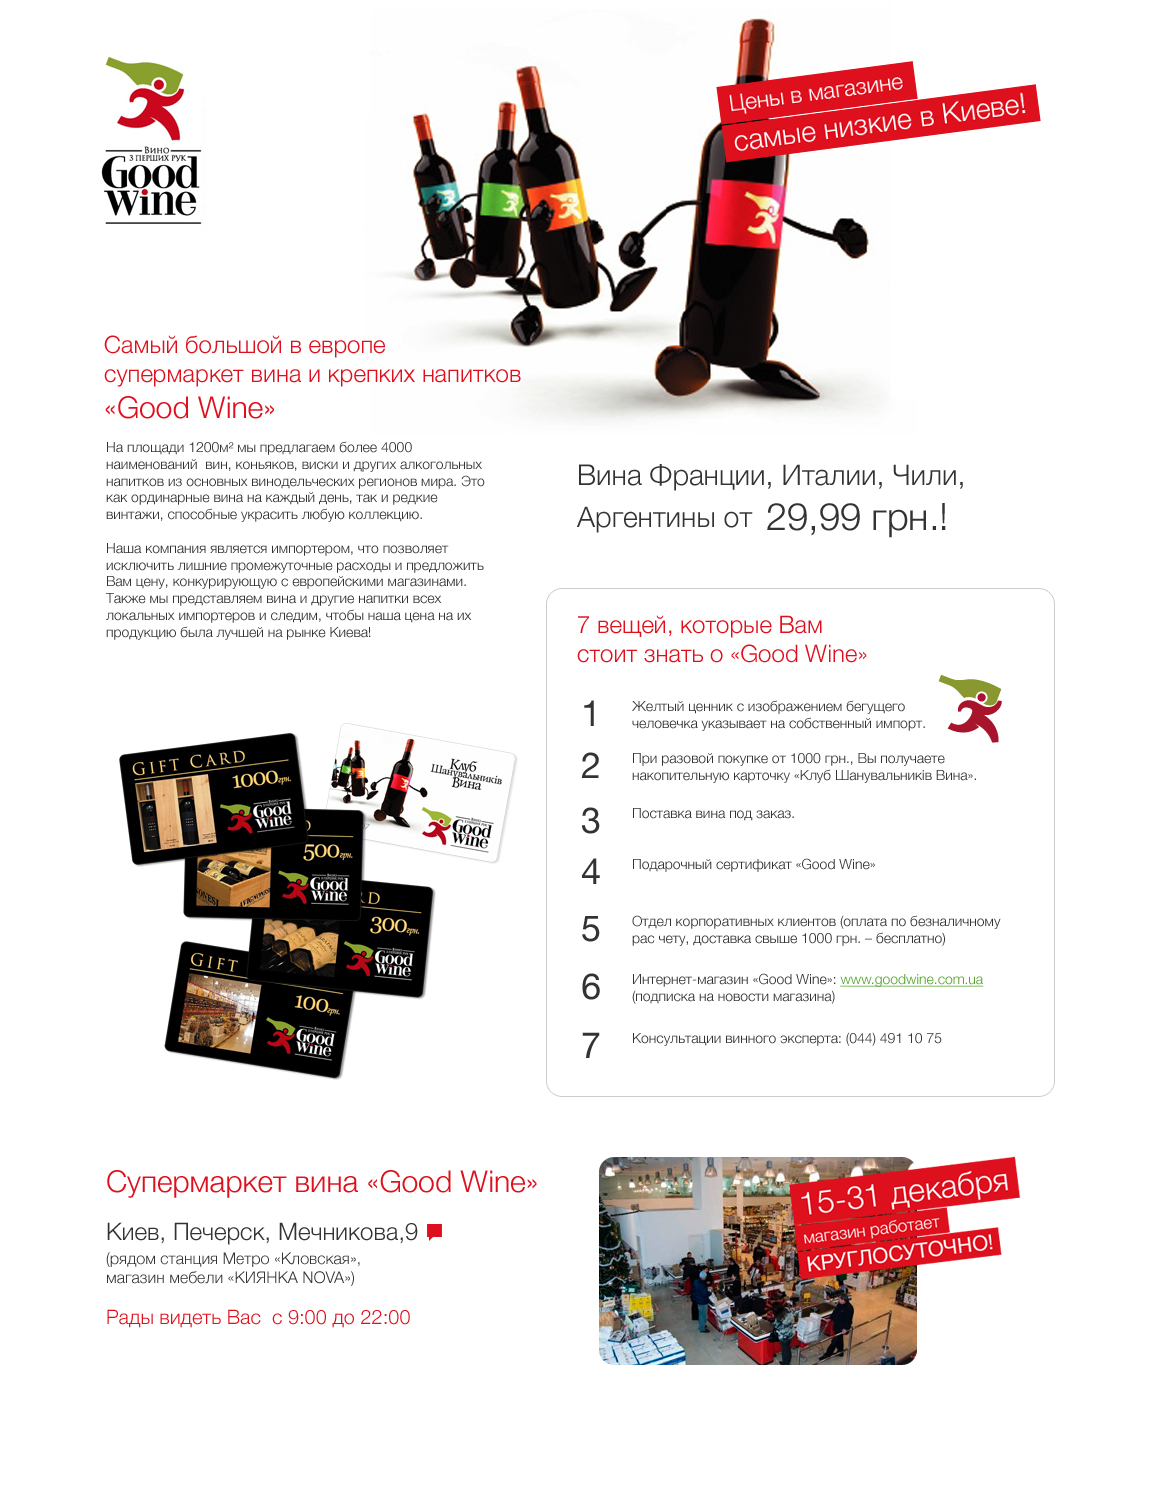 Вино
з перших рук
Good
Wine
Цены в магазине
самые низкие в Киеве!
Самый большой в европе
супермаркет вина и крепких напитков
«Good Wine»
На площади 1200м² мы предлагаем более 4000
наименований вин, коньяков, виски и других алкогольных
напитков из основных винодельческих регионов мира. Это
как ординарные вина на каждый день, так и редкие
винтажи, способные украсить любую коллекцию.
Наша компания является импортером, что позволяет
исключить лишние промежуточные расходы и предложить
Вам цену, конкурирующую с европейскими магазинами.
Также мы представляем вина и другие напитки всех
локальных импортеров и следим, чтобы наша цена на их
продукцию была лучшей на рынке Киева!
Вина Франции, Италии, Чили,
Аргентины от 29,99 грн.!
7 вещей, которые Вам
стоит знать о «Good Wine»
1 Желтый ценник с изображением бегущего
человечка указывает на собственный импорт.
2 При разовой покупке от 1000 грн., Вы получаете
накопительную карточку «Клуб Шанувальників Вина».
3 Поставка вина под заказ.
4 Подарочный сертификат «Good Wine»
5 Отдел корпоративных клиентов (оплата по безналичному
рас чету, доставка свыше 1000 грн. – бесплатно)
6 Интернет-магазин «Good Wine»: www.goodwine.com.ua
(подписка на новости магазина)
7 Консультации винного эксперта: (044) 491 10 75
GIFT CARD
1000грн.
Good
Wine
Клуб
Шанувальників
Вина
Good
Wine
500грн.
Good
Wine
300грн.
Good
Wine
GIFT
100грн.
Good
Wine
Супермаркет вина «Good Wine»
Киев, Печерск, Мечникова,9
(рядом станция Метро «Кловская»,
магазин мебели «КИЯНКА NOVA»)
Рады видеть Вас с 9:00 до 22:00
15-31 декабря
магазин работает
КРУГЛОСУТОЧНО!